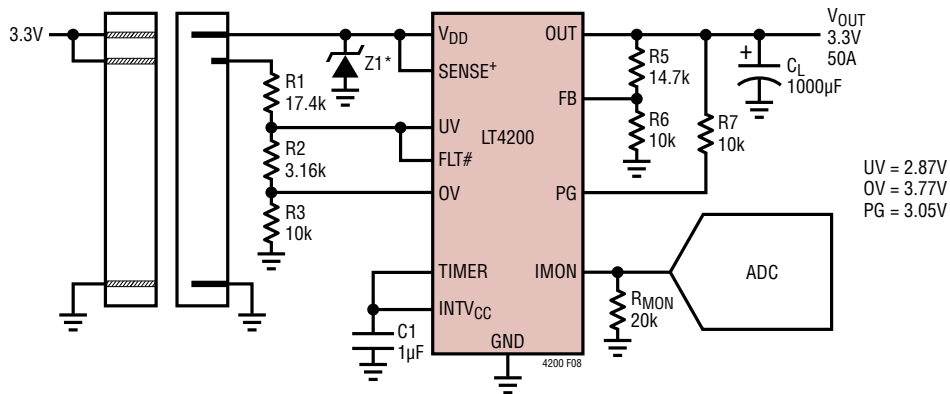 3.3V
R1
17.4k
R2
3.16k
R3
10k
Z1*
C1
1µF
VDD
SENSE+
UV
FLT#
OV
TIMER
INTVCC
GND
LT4200
OUT
FB
PG
IMON
4200 F08
R5
14.7k
R6
10k
R7
10k
+
CL
1000µF
VOUT
3.3V
50A
UV = 2.87V
OV = 3.77V
PG = 3.05V
RMON
20k
ADC